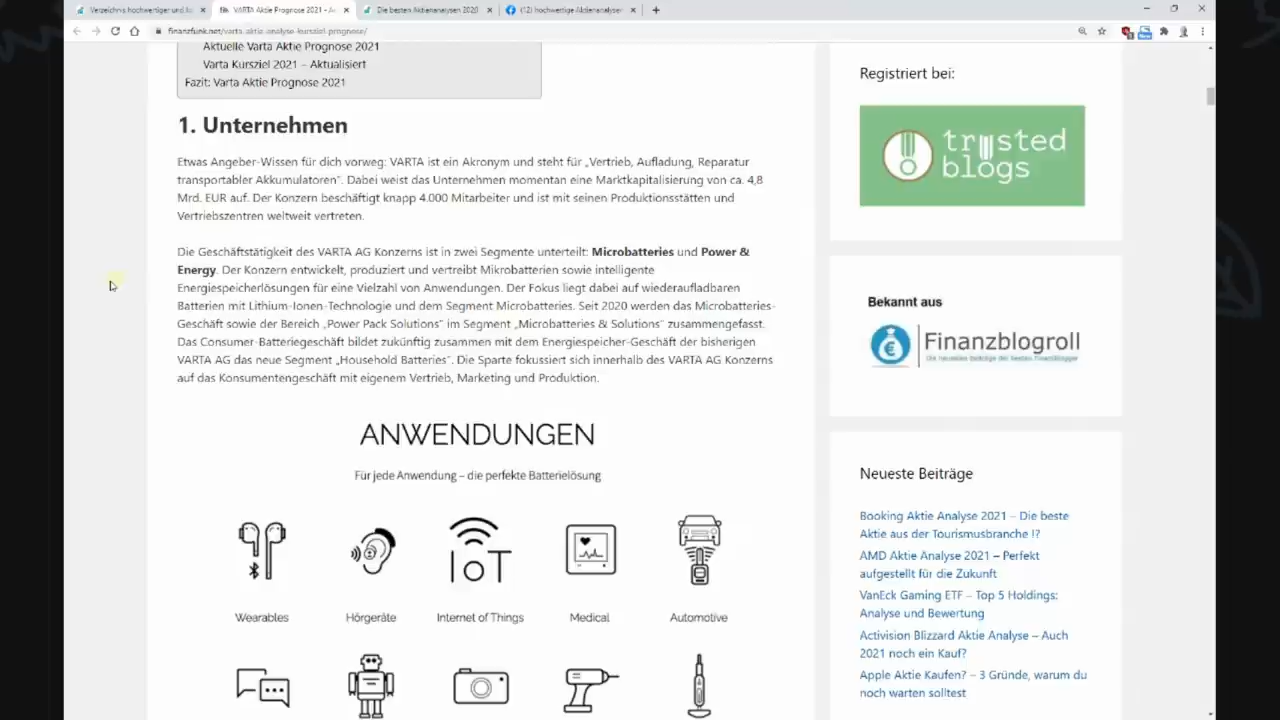 Verzeichnis hochwertiger und ko
VARTA Aktie Prognose 2021 - A
Die besten Aktienanalysen 2020
(12) hochwertige Aktienanalyse
finanzfunk.net/varta-aktie-analyse-kursziel-prognose/
Aktuelle Varta Aktie Prognose 2021
Varta Kursziel 2021 – Aktualisiert
Fazit: Varta Aktie Prognose 2021
1. Unternehmen
Etwas Angeber-Wissen für dich vorweg: VARTA ist ein Akronym und steht für „Vertrieb, Aufladung, Reparatur
transportabler Akkumulatoren“. Dabei weist das Unternehmen momentan eine Marktkapitalisierung von ca. 4,8
Mrd. EUR auf. Der Konzern beschäftigt knapp 4.000 Mitarbeiter und ist mit seinen Produktionsstätten und
Vertriebszentren weltweit vertreten.
Die Geschäftstätigkeit des VARTA AG Konzerns ist in zwei Segmente unterteilt: Microbatteries und Power &
Energy. Der Konzern entwickelt, produziert und vertreibt Mikrobatterien sowie intelligente
Energiespeicherlösungen für eine Vielzahl von Anwendungen. Der Fokus liegt dabei auf wiederaufladbaren
Batterien mit Lithium-Ionen-Technologie und dem Segment Microbatteries. Seit 2020 werden das Microbatteries-
Geschäft sowie der Bereich „Power Pack Solutions“ im Segment „Microbatteries & Solutions“ zusammengefasst.
Das Consumer-Batteriegeschäft bildet zukünftig zusammen mit dem Energiespeicher-Geschäft der bisherigen
VARTA AG das neue Segment „Household Batteries“. Die Sparte fokussiert sich innerhalb des VARTA AG Konzerns
auf das Konsumentengeschäft mit eigenem Vertrieb, Marketing und Produktion.
ANWENDUNGEN
Für jede Anwendung – die perfekte Batterielösung
IoT
Wearables
Hörgeräte
Internet of Things
Medical
Automotive
Registriert bei:
trusted
blogs
Bekannt aus
Finanzblogroll
Die neuesten Beiträge der besten Finanzblogger
Neueste Beiträge
Booking Aktie Analyse 2021 – Die beste
Aktie aus der Tourismusbranche !?
AMD Aktie Analyse 2021 – Perfekt
aufgestellt für die Zukunft
VanEck Gaming ETF – Top 5 Holdings:
Analyse und Bewertung
Activision Blizzard Aktie Analyse – Auch
2021 noch ein Kauf?
Apple Aktie Kaufen? – 3 Gründe, warum du
noch warten solltest